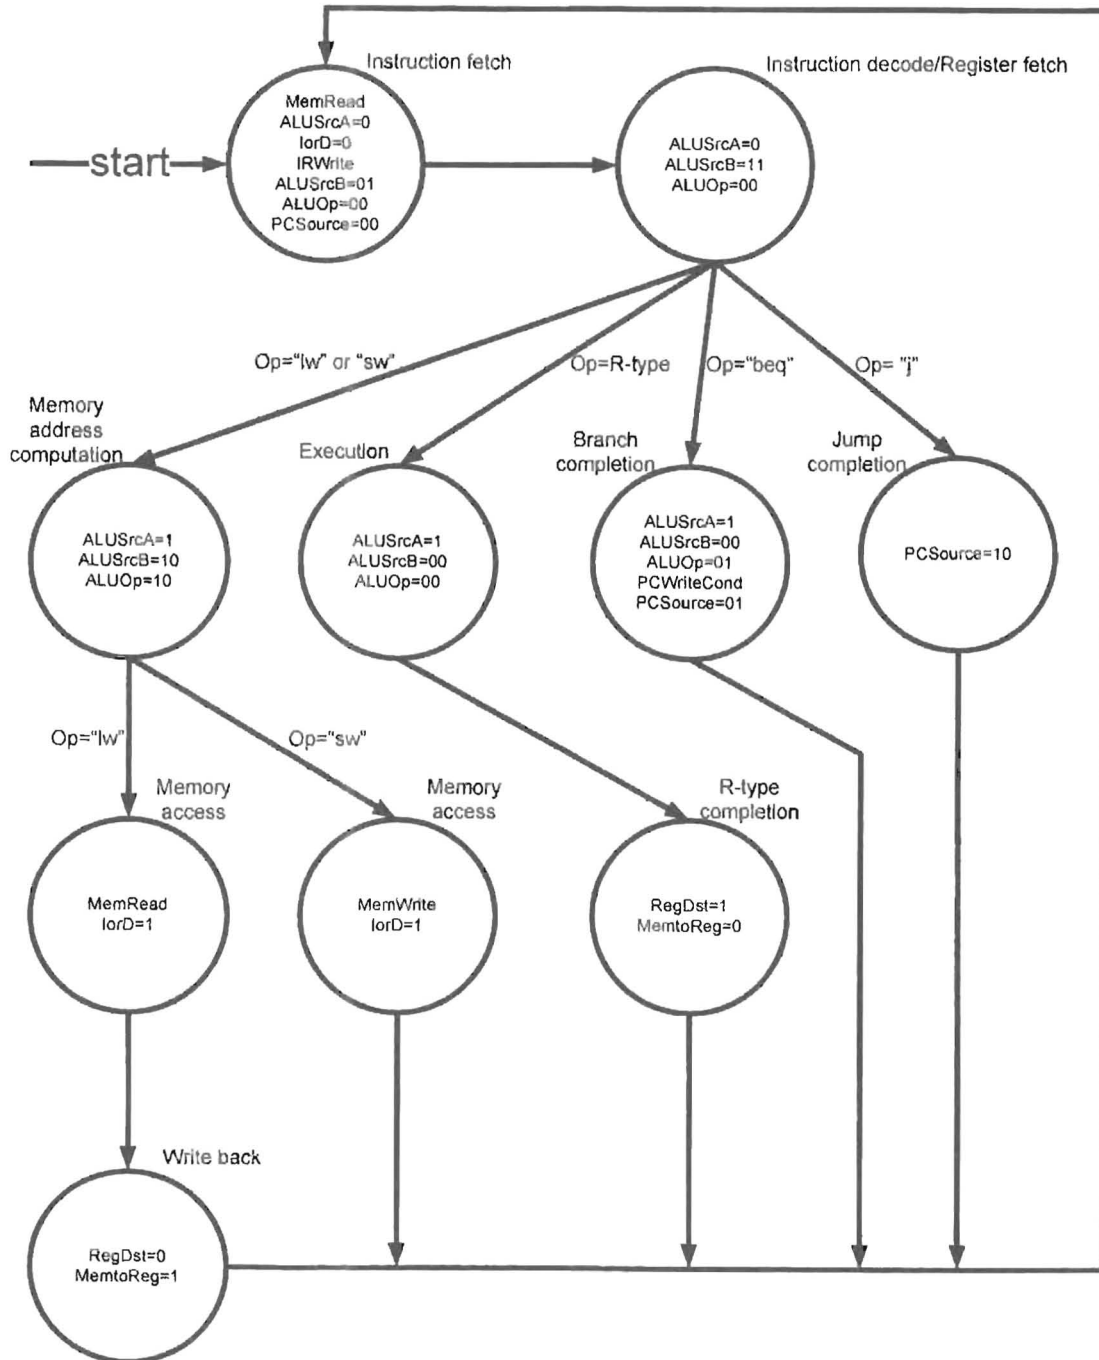 Instruction fetch
Instruction decode/Register fetch
MemRead
ALUSrcA=0
IorD=0
IRWrite
ALUSrcB=01
ALUOp=00
PCSource=00
start
ALUSrcA=0
ALUSrcB=11
ALUOp=00
Op="lw" or "sw"
Op=R-type
Op="beq"
Op= "j"
Memory
address
computation
Execution
Branch
completion
Jump
completion
ALUSrcA=1
ALUSrcB=10
ALUOp=10
ALUSrcA=1
ALUSrcB=00
ALUOp=00
ALUSrcA=1
ALUSrcB=00
ALUOp=01
PCWriteCond
PCSource=01
PCSource=10
Op="lw"
Op="sw"
Memory
access
Memory
access
R-type
completion
MemRead
IorD=1
MemWrite
IorD=1
RegDst=1
MemtoReg=0
Write back
RegDst=0
MemtoReg=1